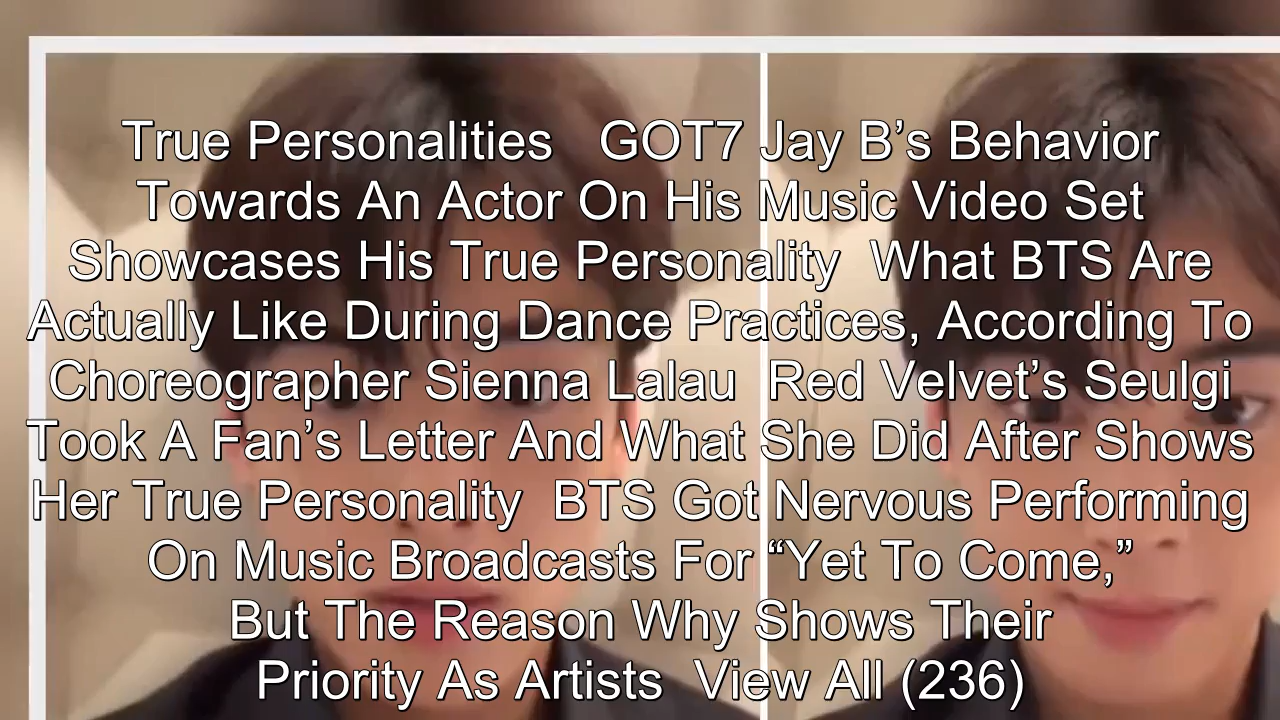 True Personalities   GOT7 Jay B’s Behavior
Towards An Actor On His Music Video Set
Showcases His True Personality  What BTS Are
Actually Like During Dance Practices, According To
Choreographer Sienna Lalau  Red Velvet’s Seulgi
Took A Fan’s Letter And What She Did After Shows
Her True Personality  BTS Got Nervous Performing
On Music Broadcasts For “Yet To Come,”
But The Reason Why Shows Their
Priority As Artists  View All (236)